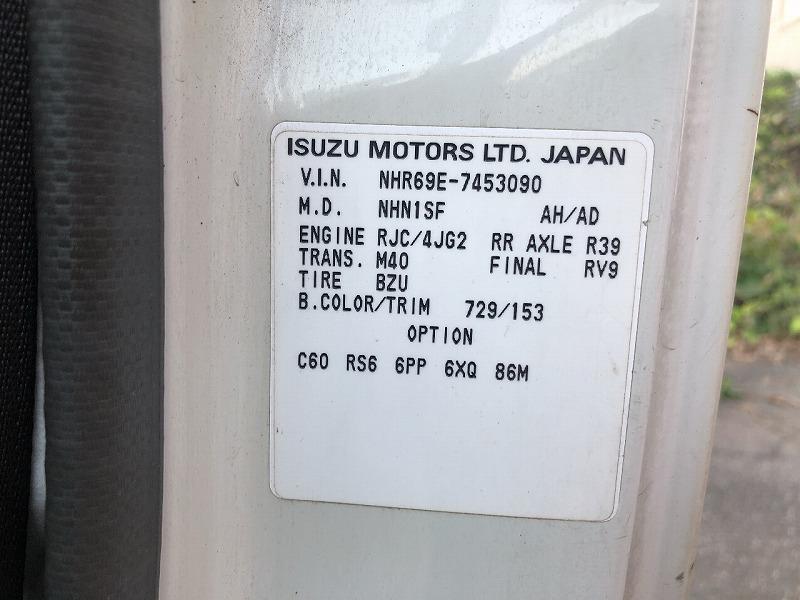 ISUZU MOTORS LTD. JAPAN
V.I.N. NHR69E-7453090
M.D. NHN1SF AH/AD
ENGINE RJC/4JG2 RR AXLE R39
TRANS. M40 FINAL RV9
TIRE BZU
B.COLOR/TRIM 729/153
OPTION
C60 RS6 6PP 6XQ 86M